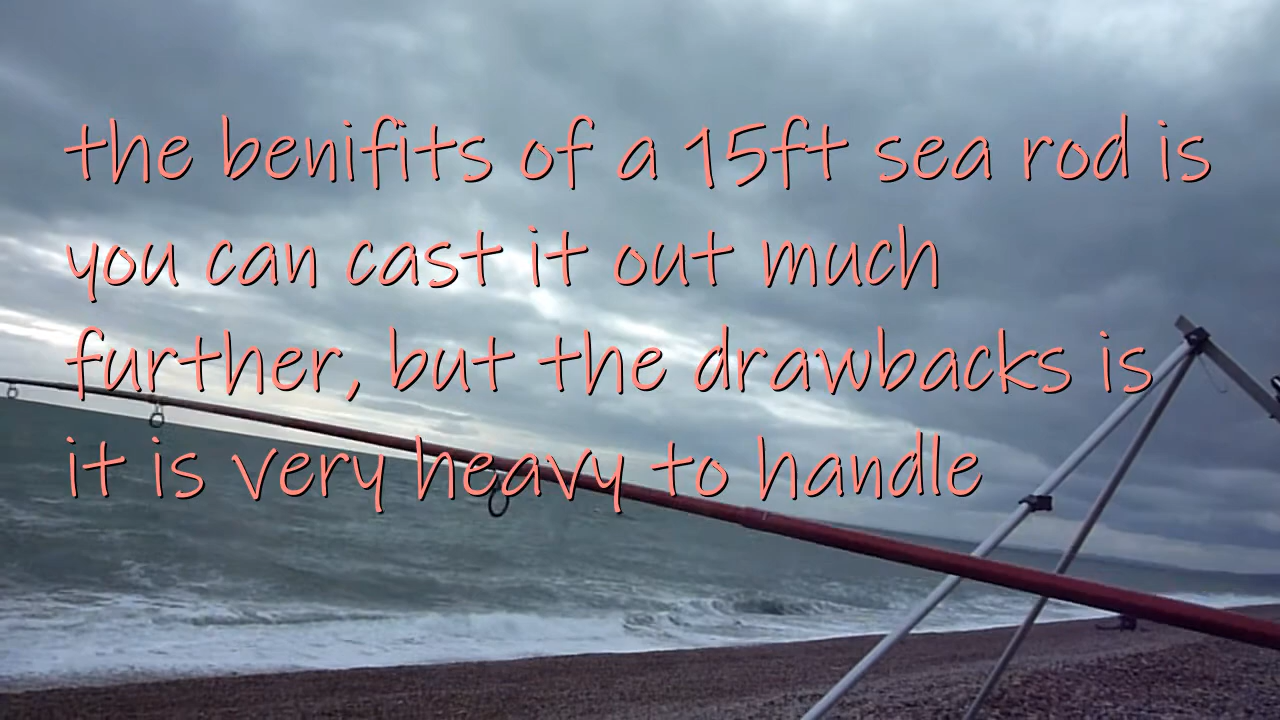 the benifits of a 15ft sea rod is
you can cast it out much
further, but the drawbacks is
it is very heavy to handle